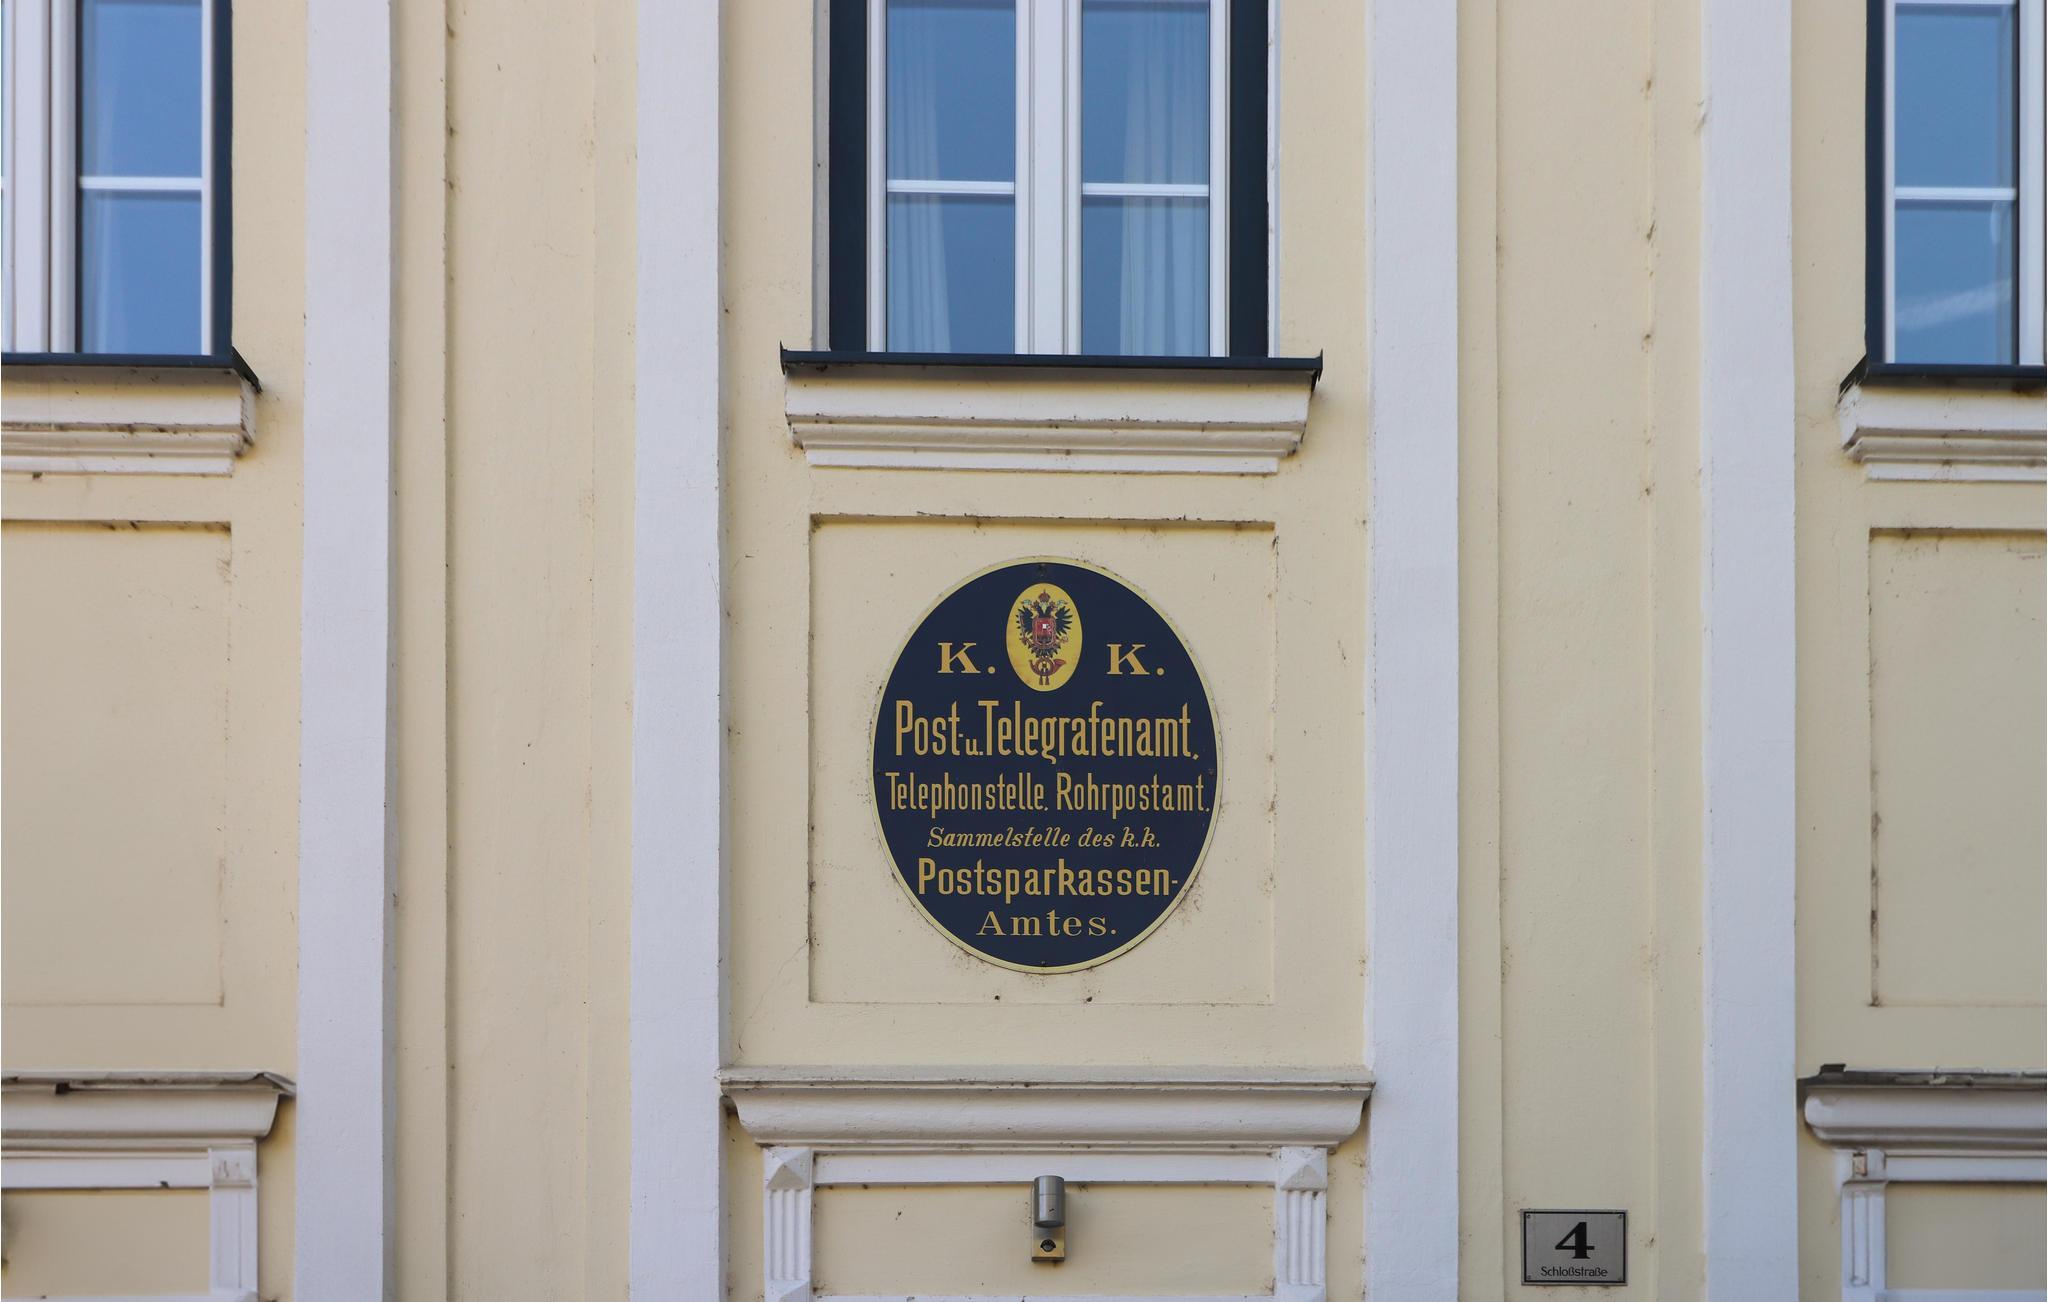 K. K.
Post- u. Telegrafenamt,
Telephonstelle, Rohrpostamt.
Sammelstelle des k.k.
Postsparkassen-
Amtes.
4
Schloßstraße